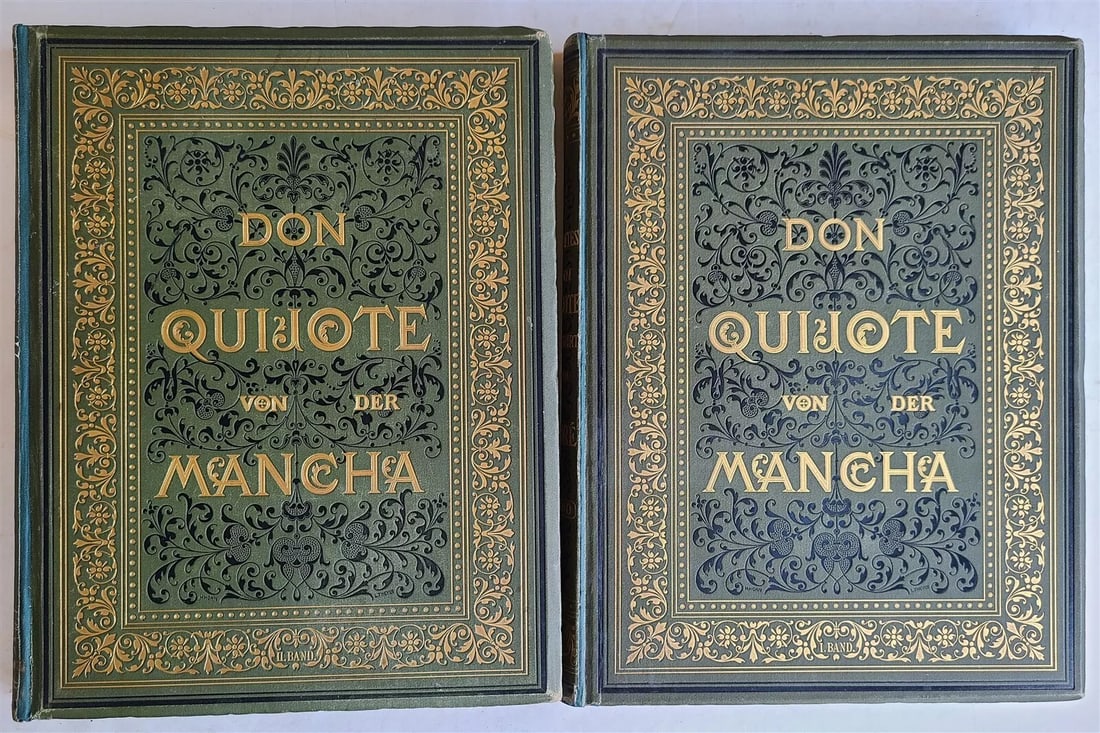 DON
QUIJOTE
VON DER
MANCHA
II. BAND.
DON
QUIJOTE
VON DER
MANCHA
I. BAND.